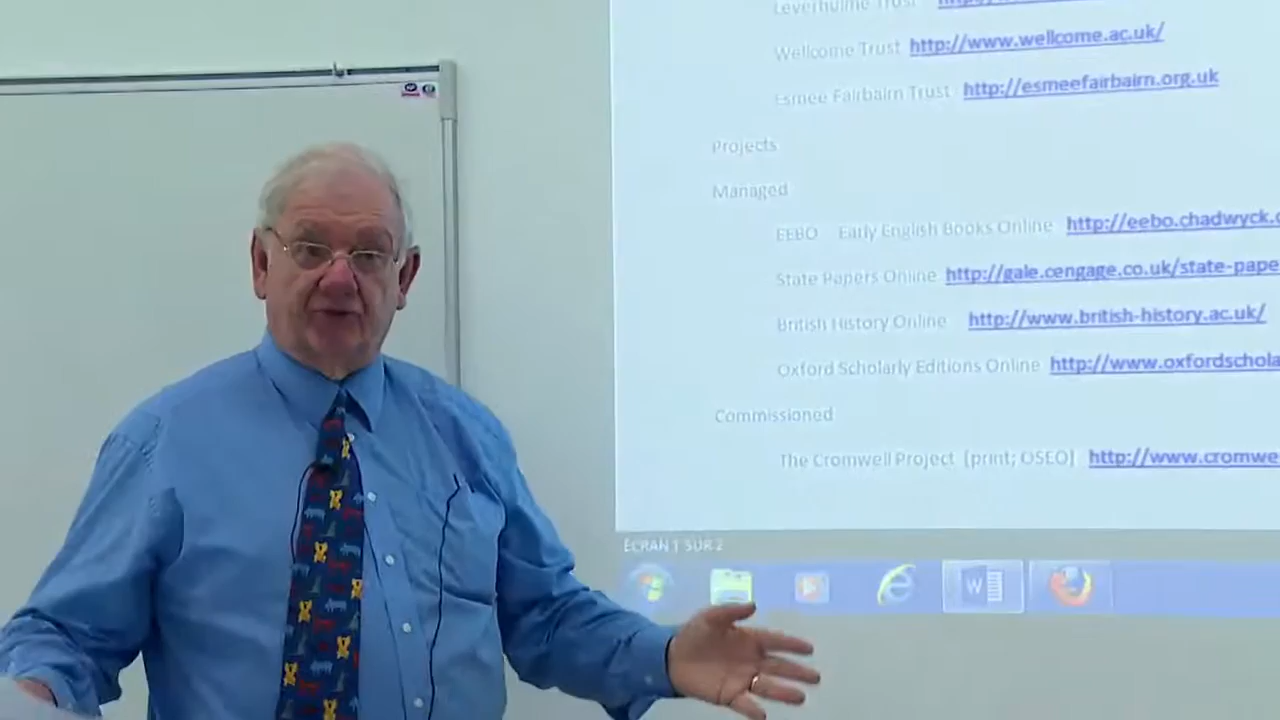 Leverhulme Trust
Wellcome Trust http://www.wellcome.ac.uk/
Esmee Fairbairn Trust http://esmeefairbairn.org.uk
Projects
Managed
EEBO Early English Books Online http://eebo.chadwyck.c
State Papers Online http://gale.cengage.co.uk/state-pape
British History Online http://www.british-history.ac.uk/
Oxford Scholarly Editions Online http://www.oxfordschola
Commissioned
The Cromwell Project [print; OSEO] http://www.cromwe
ÉCRAN 1 SUR 2